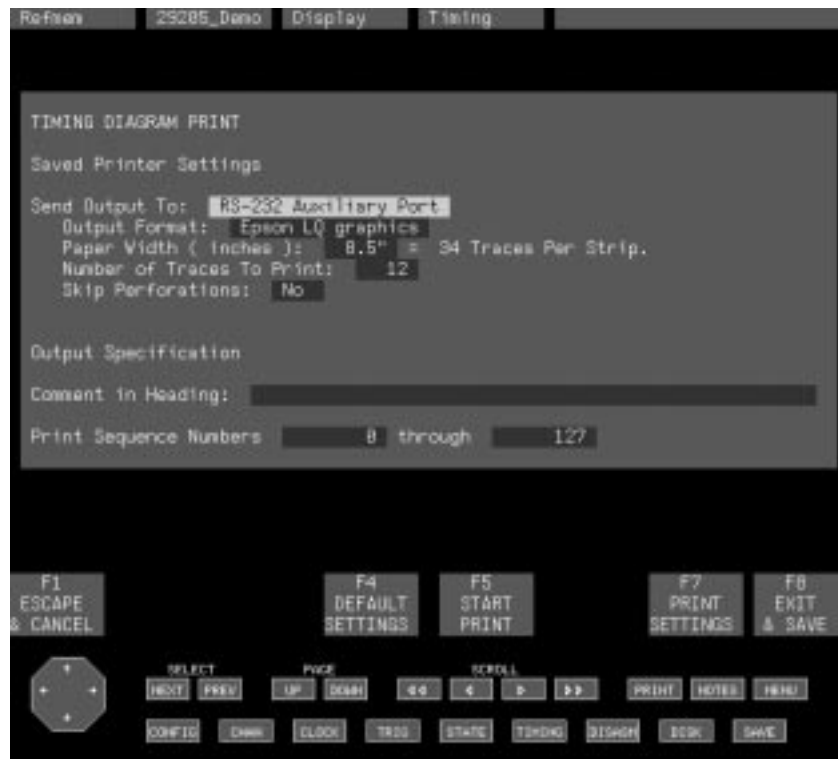 Refmem 29205_Demo Display Timing
TIMING DIAGRAM PRINT
Saved Printer Settings
Send Output To: RS-232 Auxiliary Port
Output Format: Epson LQ graphics
Paper Width ( inches ): 8.5" = 34 Traces Per Strip.
Number of Traces To Print: 12
Skip Perforations: No
Output Specification
Comment in Heading:
Print Sequence Numbers 0 through 127
F1 F4 F5 F7 F8
ESCAPE DEFAULT START PRINT EXIT
& CANCEL SETTINGS PRINT SETTINGS & SAVE
SELECT PAGE SCROLL
NEXT PREV UP DOWN PRINT NOTES MENU
CONFIG CHAN CLOCK TRIG STATE TIMING DISASM DISK SAVE